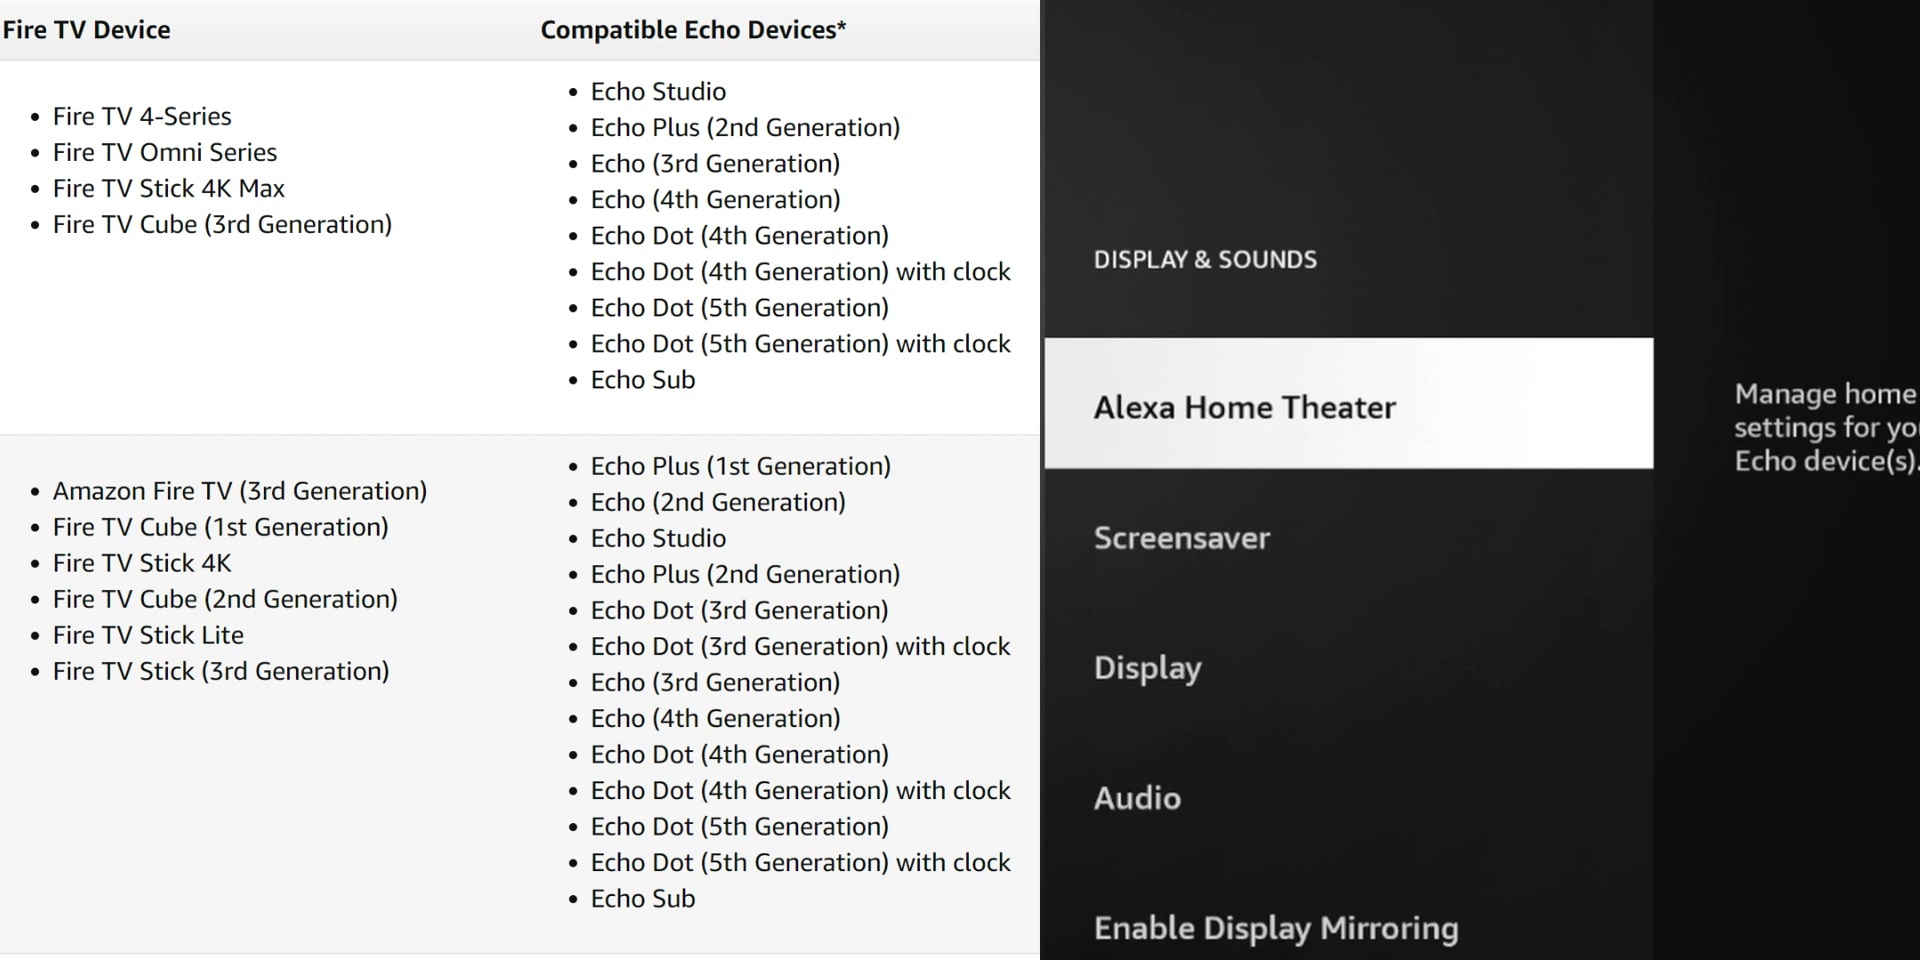 Fire TV Device
Compatible Echo Devices*
Fire TV 4-Series
Fire TV Omni Series
Fire TV Stick 4K Max
Fire TV Cube (3rd Generation)
Echo Studio
Echo Plus (2nd Generation)
Echo (3rd Generation)
Echo (4th Generation)
Echo Dot (4th Generation)
Echo Dot (4th Generation) with clock
Echo Dot (5th Generation)
Echo Dot (5th Generation) with clock
Echo Sub
Amazon Fire TV (3rd Generation)
Fire TV Cube (1st Generation)
Fire TV Stick 4K
Fire TV Cube (2nd Generation)
Fire TV Stick Lite
Fire TV Stick (3rd Generation)
Echo Plus (1st Generation)
Echo (2nd Generation)
Echo Studio
Echo Plus (2nd Generation)
Echo Dot (3rd Generation)
Echo Dot (3rd Generation) with clock
Echo (3rd Generation)
Echo (4th Generation)
Echo Dot (4th Generation)
Echo Dot (4th Generation) with clock
Echo Dot (5th Generation)
Echo Dot (5th Generation) with clock
Echo Sub
DISPLAY & SOUNDS
Alexa Home Theater
Screensaver
Display
Audio
Enable Display Mirroring
Manage home
settings for
Echo device(s).